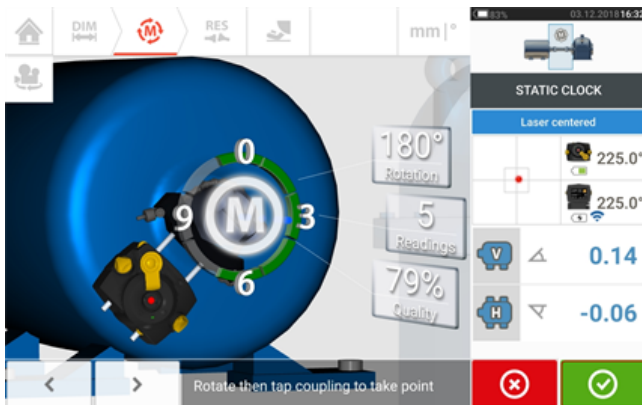 DIM
M
RES
mm|°
83%
03.12.2018 16:32
STATIC CLOCK
Laser centered
225.0°
225.0°
V
0.14
H
-0.06
0
9
M
3
6
180°
Rotation
5
Readings
79%
Quality
Rotate then tap coupling to take point